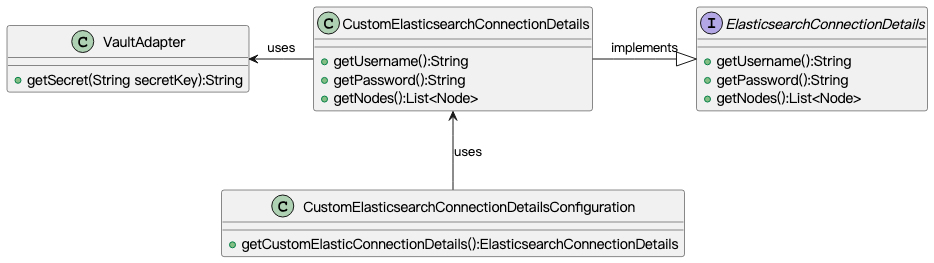 C VaultAdapter
getSecret(String secretKey):String
uses
C CustomElasticsearchConnectionDetails
getUsername():String
getPassword():String
getNodes():List<Node>
implements
I ElasticsearchConnectionDetails
getUsername():String
getPassword():String
getNodes():List<Node>
uses
C CustomElasticsearchConnectionDetailsConfiguration
getCustomElasticConnectionDetails():ElasticsearchConnectionDetails